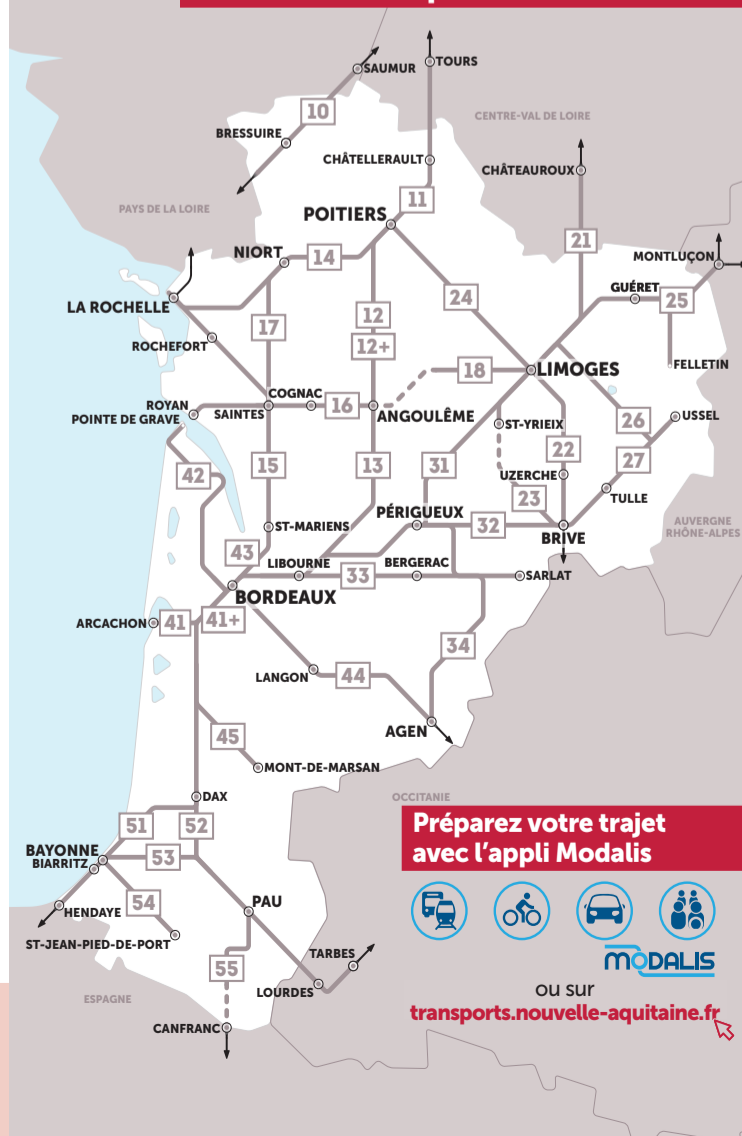 SAUMUR
TOURS
10
CENTRE-VAL DE LOIRE
BRESSUIRE
CHÂTELLERAULT
CHÂTEAUROUX
11
PAYS DE LA LOIRE
POITIERS
21
NIORT
14
MONTLUÇON
GUÉRET
24
25
LA ROCHELLE
12
17
ROCHEFORT
12+
18
LIMOGES
FELLETIN
COGNAC
ROYAN
16
POINTE DE GRAVE
SAINTES
ANGOULÊME
26
USSEL
ST-YRIEIX
22
15
13
31
27
42
UZERCHE
23
TULLE
PÉRIGUEUX
32
ST-MARIENS
AUVERGNE
RHÔNE-ALPES
BRIVE
43
LIBOURNE
33
BERGERAC
SARLAT
BORDEAUX
ARCACHON
41
41+
34
LANGON
44
AGEN
45
MONT-DE-MARSAN
DAX
OCCITANIE
51
52
BAYONNE
53
BIARRITZ
54
PAU
HENDAYE
ST-JEAN-PIED-DE-PORT
TARBES
55
LOURDES
ESPAGNE
CANFRANC
Préparez votre trajet
avec l'appli Modalis
MODALIS
ou sur
transports.nouvelle-aquitaine.fr